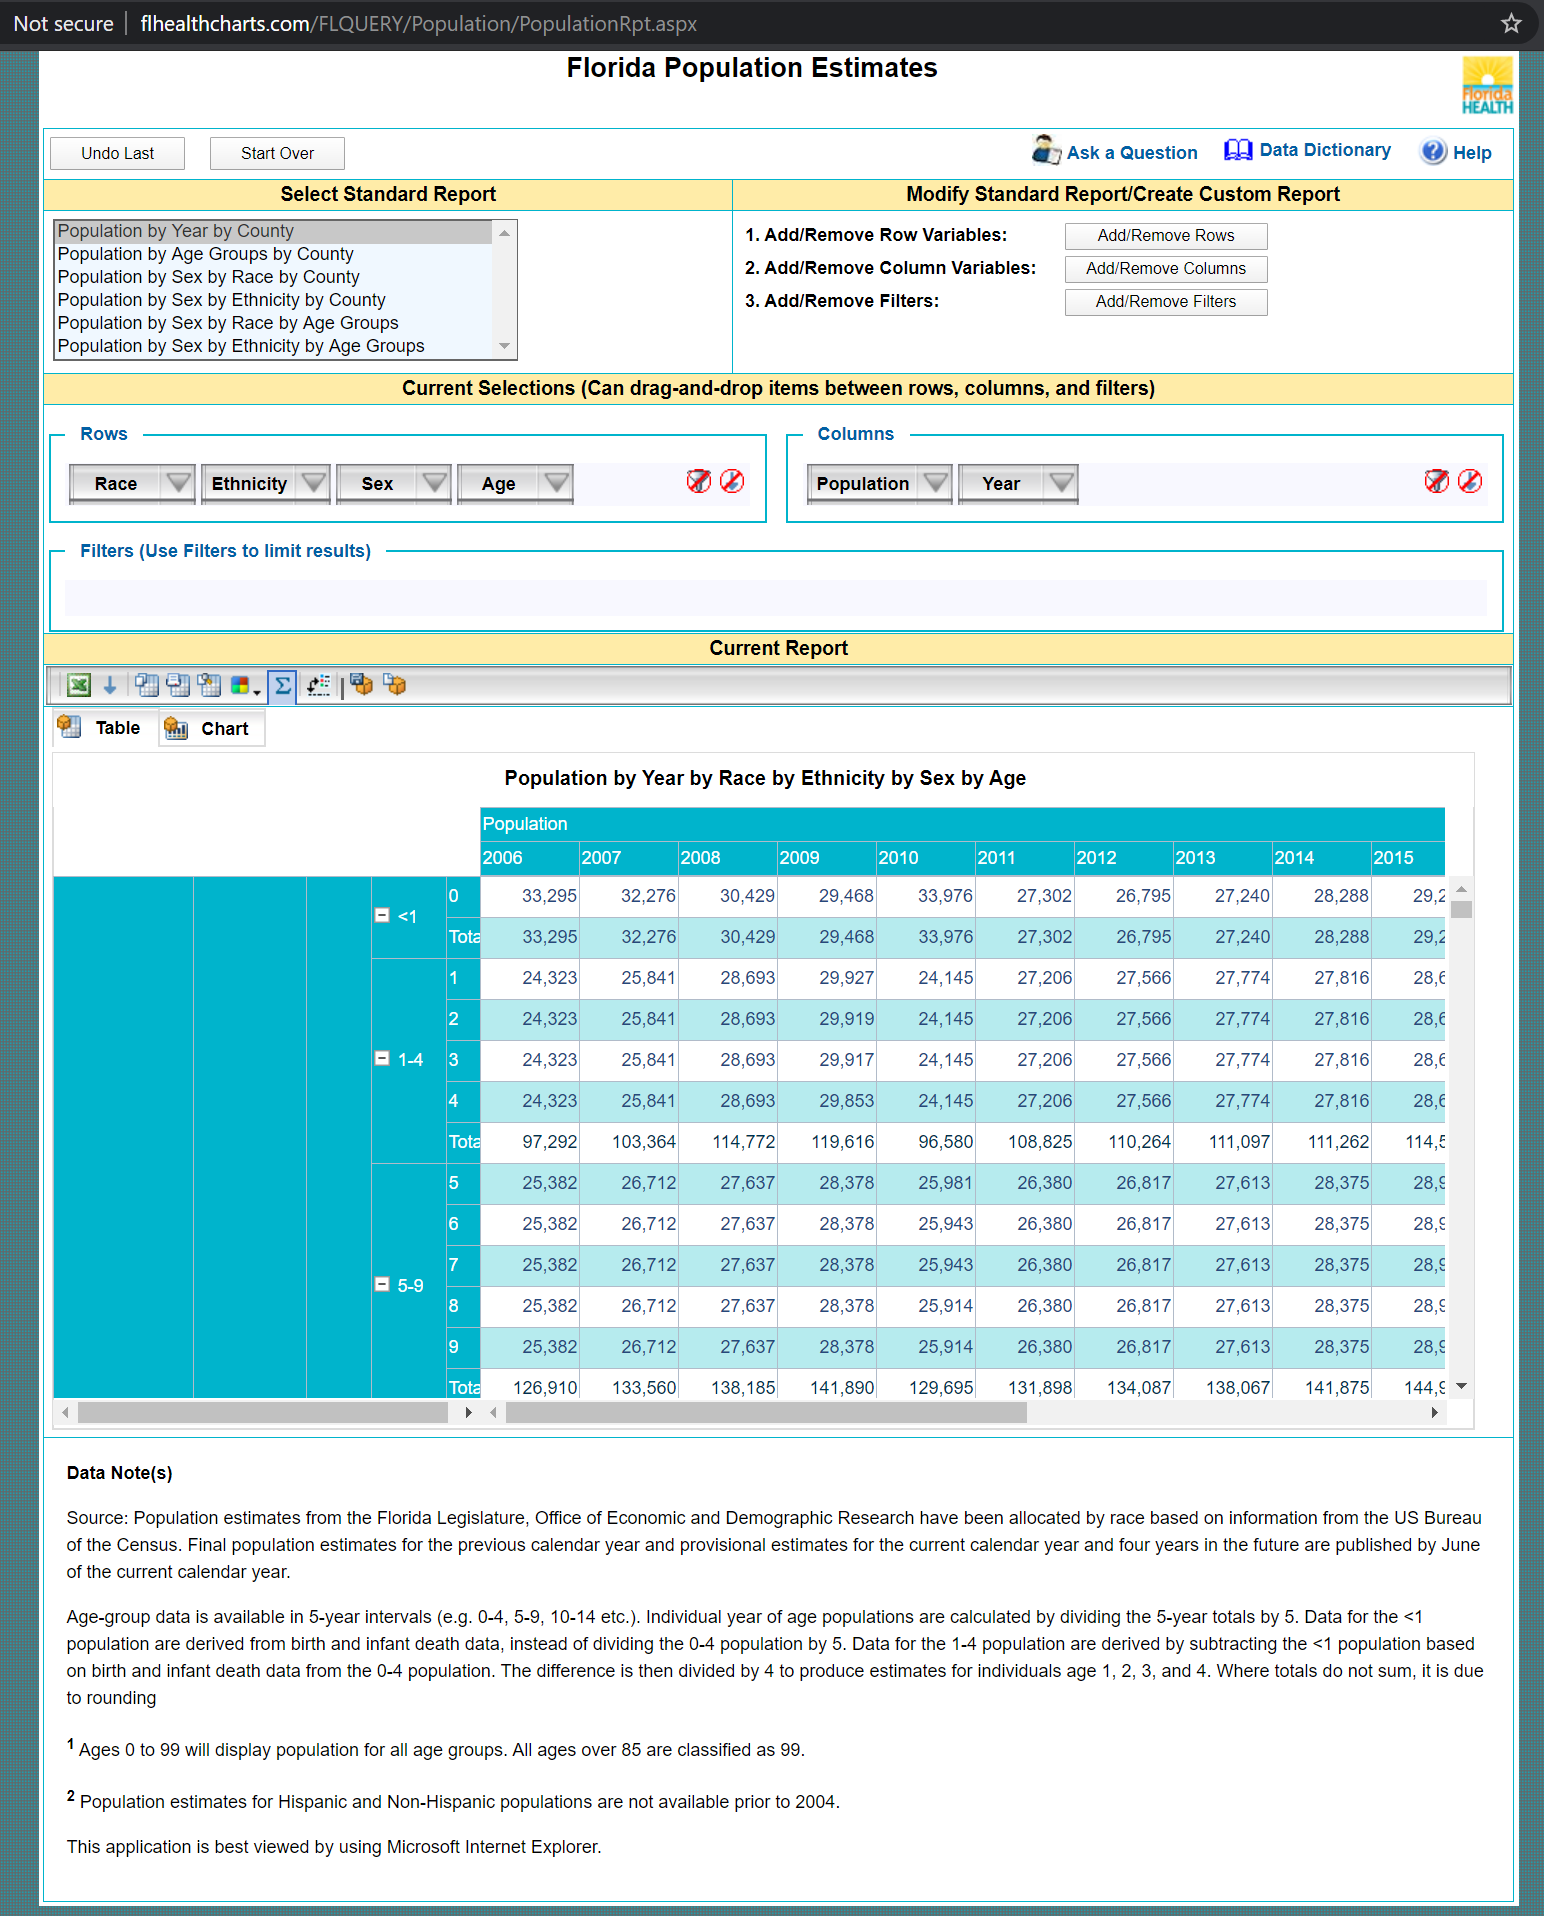 Not secure | flhealthcharts.com/FLQUERY/Population/PopulationRpt.aspx
Florida Population Estimates
Florida
HEALTH
Undo Last Start Over Ask a Question Data Dictionary Help
Select Standard Report Modify Standard Report/Create Custom Report
Population by Year by County
Population by Age Groups by County
Population by Sex by Race by County
Population by Sex by Ethnicity by County
Population by Sex by Race by Age Groups
Population by Sex by Ethnicity by Age Groups
1. Add/Remove Row Variables: Add/Remove Rows
2. Add/Remove Column Variables: Add/Remove Columns
3. Add/Remove Filters: Add/Remove Filters
Current Selections (Can drag-and-drop items between rows, columns, and filters)
Rows
Race Ethnicity Sex Age
Columns
Population Year
Filters (Use Filters to limit results)
Current Report
Table Chart
Population by Year by Race by Ethnicity by Sex by Age
Population
2006 2007 2008 2009 2010 2011 2012 2013 2014 2015
<1
0 33,295 32,276 30,429 29,468 33,976 27,302 26,795 27,240 28,288 29,2
Tota 33,295 32,276 30,429 29,468 33,976 27,302 26,795 27,240 28,288 29,2
1-4
1 24,323 25,841 28,693 29,927 24,145 27,206 27,566 27,774 27,816 28,6
2 24,323 25,841 28,693 29,919 24,145 27,206 27,566 27,774 27,816 28,6
3 24,323 25,841 28,693 29,917 24,145 27,206 27,566 27,774 27,816 28,6
4 24,323 25,841 28,693 29,853 24,145 27,206 27,566 27,774 27,816 28,6
Tota 97,292 103,364 114,772 119,616 96,580 108,825 110,264 111,097 111,262 114,5
5-9
5 25,382 26,712 27,637 28,378 25,981 26,380 26,817 27,613 28,375 28,9
6 25,382 26,712 27,637 28,378 25,943 26,380 26,817 27,613 28,375 28,9
7 25,382 26,712 27,637 28,378 25,943 26,380 26,817 27,613 28,375 28,9
8 25,382 26,712 27,637 28,378 25,914 26,380 26,817 27,613 28,375 28,9
9 25,382 26,712 27,637 28,378 25,914 26,380 26,817 27,613 28,375 28,9
Tota 126,910 133,560 138,185 141,890 129,695 131,898 134,087 138,067 141,875 144,9
Data Note(s)
Source: Population estimates from the Florida Legislature, Office of Economic and Demographic Research have been allocated by race based on information from the US Bureau
of the Census. Final population estimates for the previous calendar year and provisional estimates for the current calendar year and four years in the future are published by June
of the current calendar year.
Age-group data is available in 5-year intervals (e.g. 0-4, 5-9, 10-14 etc.). Individual year of age populations are calculated by dividing the 5-year totals by 5. Data for the <1
population are derived from birth and infant death data, instead of dividing the 0-4 population by 5. Data for the 1-4 population are derived by subtracting the <1 population based
on birth and infant death data from the 0-4 population. The difference is then divided by 4 to produce estimates for individuals age 1, 2, 3, and 4. Where totals do not sum, it is due
to rounding
1 Ages 0 to 99 will display population for all age groups. All ages over 85 are classified as 99.
2 Population estimates for Hispanic and Non-Hispanic populations are not available prior to 2004.
This application is best viewed by using Microsoft Internet Explorer.